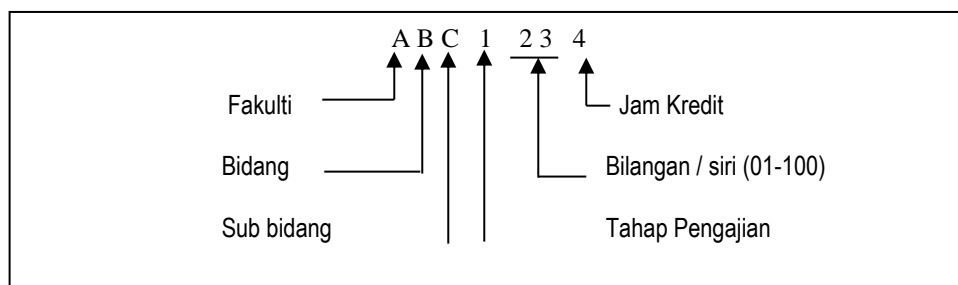 A B C 1 2 3 4
Fakulti Jam Kredit
Bidang Bilangan / siri (01-100)
Sub bidang Tahap Pengajian